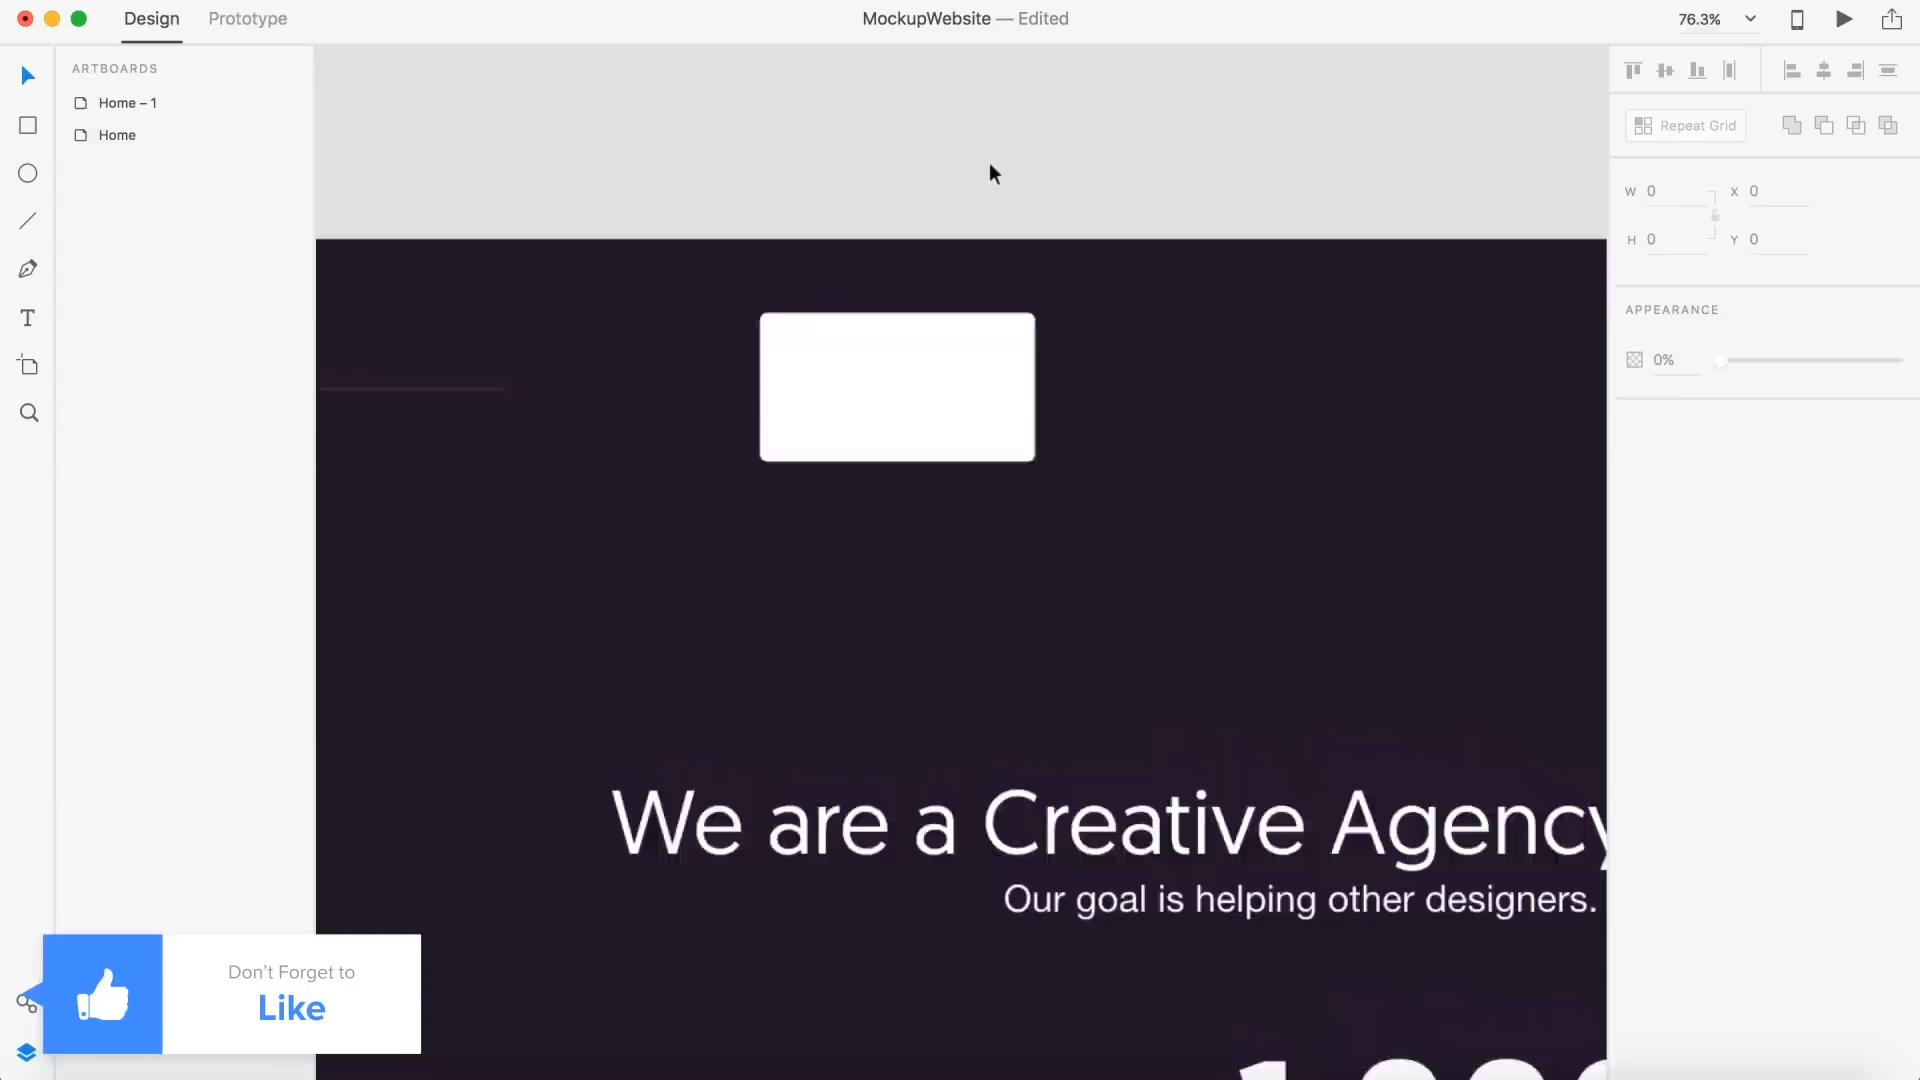 Design
Prototype
MockupWebsite — Edited
76.3%
ARTBOARDS
Home – 1
Home
Repeat Grid
W 0
X 0
H 0
Y 0
APPEARANCE
0%
We are a Creative Agency
Our goal is helping other designers.
Don't Forget to
Like